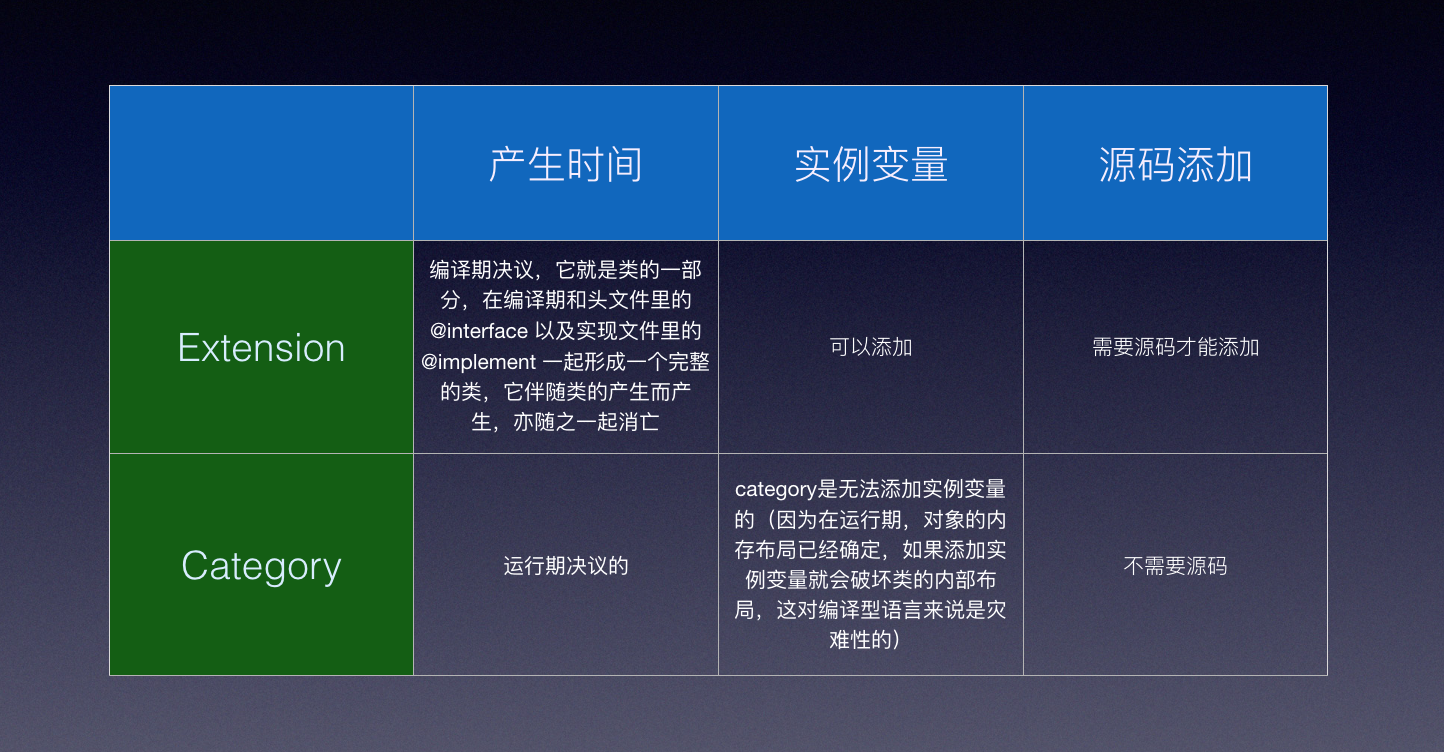 产生时间
实例变量
源码添加
Extension
编译期决议，它就是类的一部
分，在编译期和头文件里的
@interface 以及实现文件里的
@implement 一起形成一个完整
的类，它伴随类的产生而产
生，亦随之一起消亡
可以添加
需要源码才能添加
Category
运行期决议的
category是无法添加实例变量
的（因为在运行期，对象的内
存布局已经确定，如果添加实
例变量就会破坏类的内部布
局，这对编译型语言来说是灾
难性的）
不需要源码